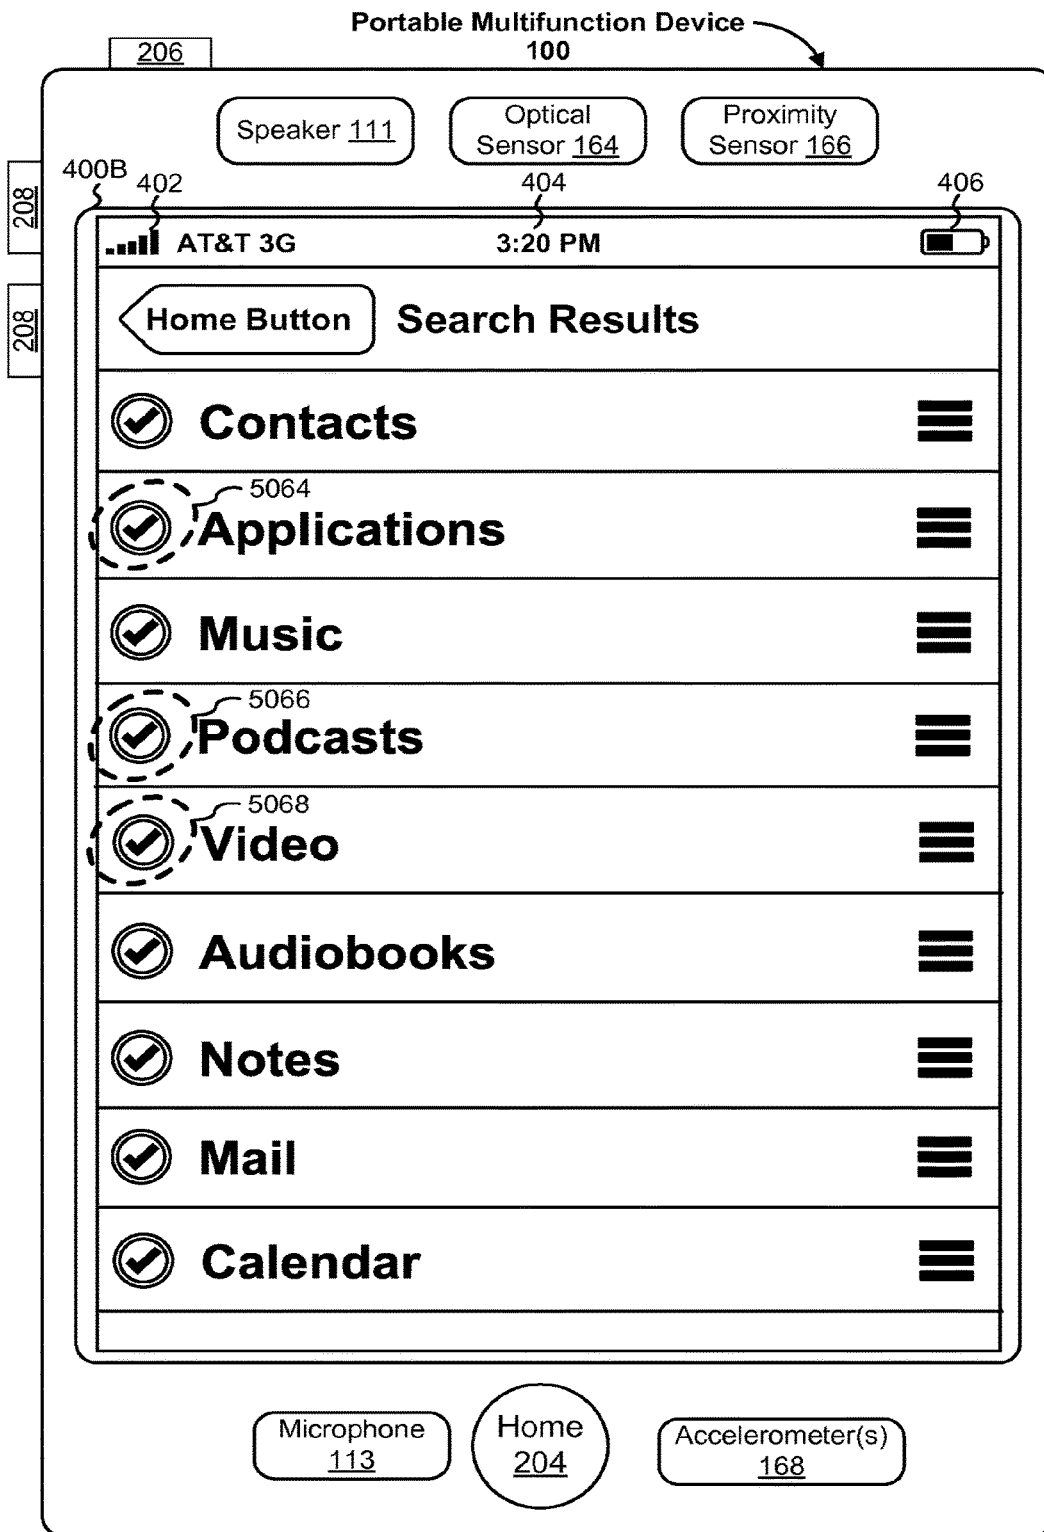 Portable Multifunction Device
100
206
Speaker 111
Optical
Sensor 164
Proximity
Sensor 166
208
208
400B
402
404
406
AT&T 3G
3:20 PM
Home Button
Search Results
Contacts
5064
Applications
Music
5066
Podcasts
5068
Video
Audiobooks
Notes
Mail
Calendar
Microphone
113
Home
204
Accelerometer(s)
168